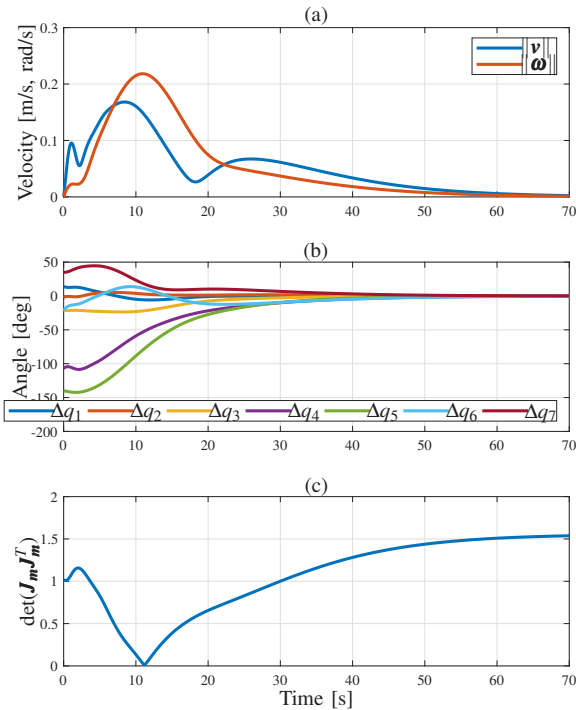 (a)
0.3
0.2
0.1
0
Velocity [m/s, rad/s]
||v||
||ω||
0 10 20 30 40 50 60 70
(b)
50
0
-50
-100
-150
-200
Angle [deg]
Δq1 Δq2 Δq3 Δq4 Δq5 Δq6 Δq7
0 10 20 30 40 50 60 70
(c)
2
1.5
1
0.5
0
det(JmJmT)
0 10 20 30 40 50 60 70
Time [s]